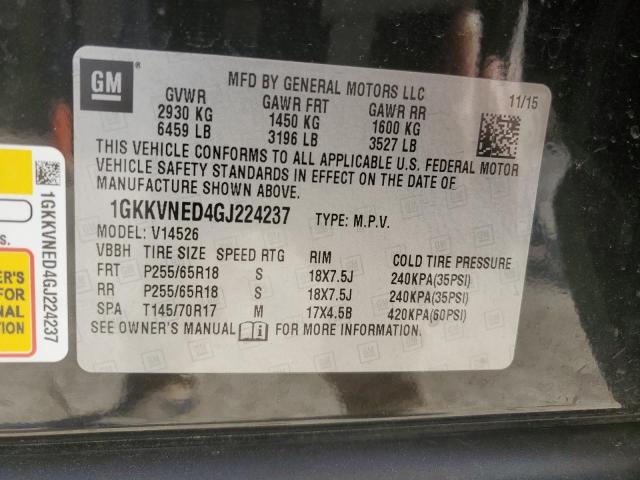 GM
MFD BY GENERAL MOTORS LLC
11/15
GVWR GAWR FRT GAWR RR
2930 KG 1450 KG 1600 KG
6459 LB 3196 LB 3527 LB
THIS VEHICLE CONFORMS TO ALL APPLICABLE U.S. FEDERAL MOTOR
VEHICLE SAFETY STANDARDS IN EFFECT ON THE DATE OF
MANUFACTURE SHOWN ABOVE.
1GKKVNED4GJ224237 TYPE: M.P.V.
MODEL: V14526
VBBH TIRE SIZE SPEED RTG RIM COLD TIRE PRESSURE
FRT P255/65R18 S 18X7.5J 240KPA(35PSI)
RR P255/65R18 S 18X7.5J 240KPA(35PSI)
SPA T145/70R17 M 17X4.5B 420KPA(60PSI)
SEE OWNER'S MANUAL FOR MORE INFORMATION.
1GKKVNED4GJ224237
S.
S
FOR
NAL